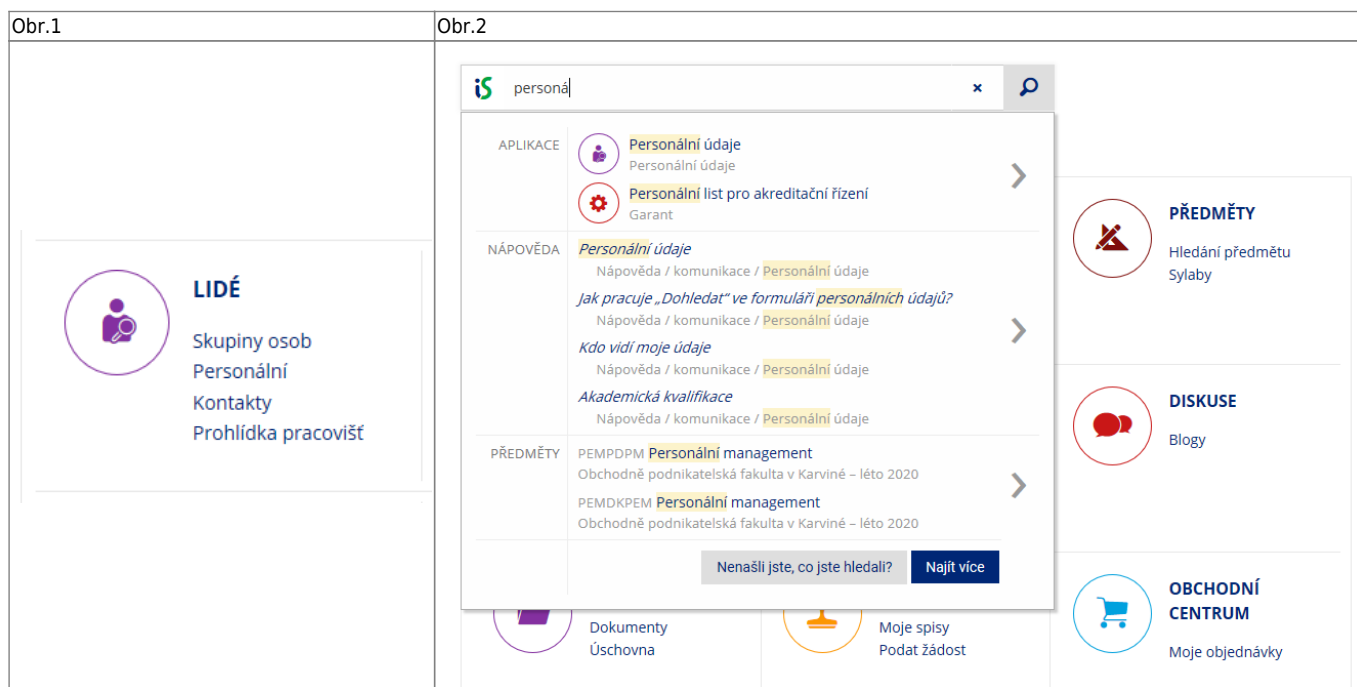 Obr.1
Obr.2
LIDÉ
Skupiny osob
Personální
Kontakty
Prohlídka pracovišť
iS personá ×
APLIKACE
Personální údaje
Personální údaje
Personální list pro akreditační řízení
Garant
NÁPOVĚDA
Personální údaje
Nápověda / komunikace / Personální údaje
Jak pracuje „Dohledat“ ve formuláři personálních údajů?
Nápověda / komunikace / Personální údaje
Kdo vidí moje údaje
Nápověda / komunikace / Personální údaje
Akademická kvalifikace
Nápověda / komunikace / Personální údaje
PŘEDMĚTY
PEMPDPM Personální management
Obchodně podnikatelská fakulta v Karviné – léto 2020
PEMDKPEM Personální management
Obchodně podnikatelská fakulta v Karviné – léto 2020
Nenašli jste, co jste hledali?
Najít více
Dokumenty
Úschovna
Moje spisy
Podat žádost
PŘEDMĚTY
Hledání předmětu
Sylaby
DISKUSE
Blogy
OBCHODNÍ
CENTRUM
Moje objednávky